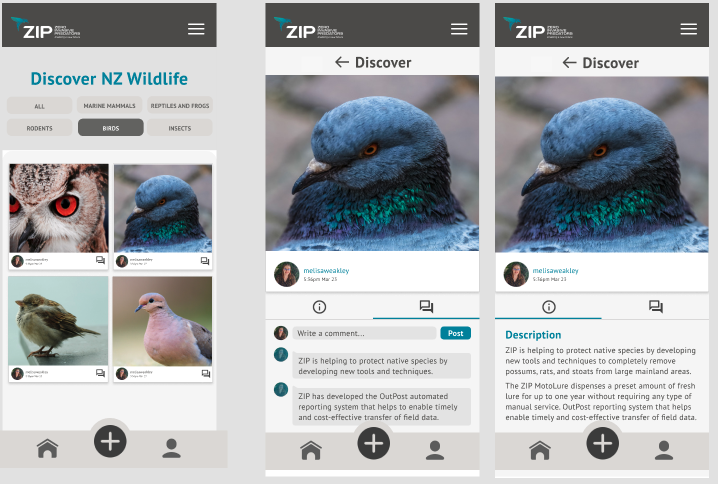 ZIP ZERO INVASIVE PREDATORS
Discover NZ Wildlife
ALL
MARINE MAMMALS
REPTILES AND FROGS
RODENTS
BIRDS
INSECTS
melisaweakley
melisaweakley
melisaweakley
melisaweakley
ZIP ZERO INVASIVE PREDATORS
← Discover
melisaweakley
5:36pm Mar 23
Write a comment...
Post
ZIP is helping to protect native species by
developing new tools and techniques.
ZIP has developed the OutPost automated
reporting system that helps to enable timely
and cost-effective transfer of field data.
ZIP ZERO INVASIVE PREDATORS
← Discover
melisaweakley
5:36pm Mar 23
Description
ZIP is helping to protect native species by developing
new tools and techniques to completely remove
possums, rats, and stoats from large mainland areas.
The ZIP MotoLure dispenses a preset amount of fresh
lure for up to one year without requiring any type of
manual service. OutPost reporting system that helps
enable timely and cost-effective transfer of field data.